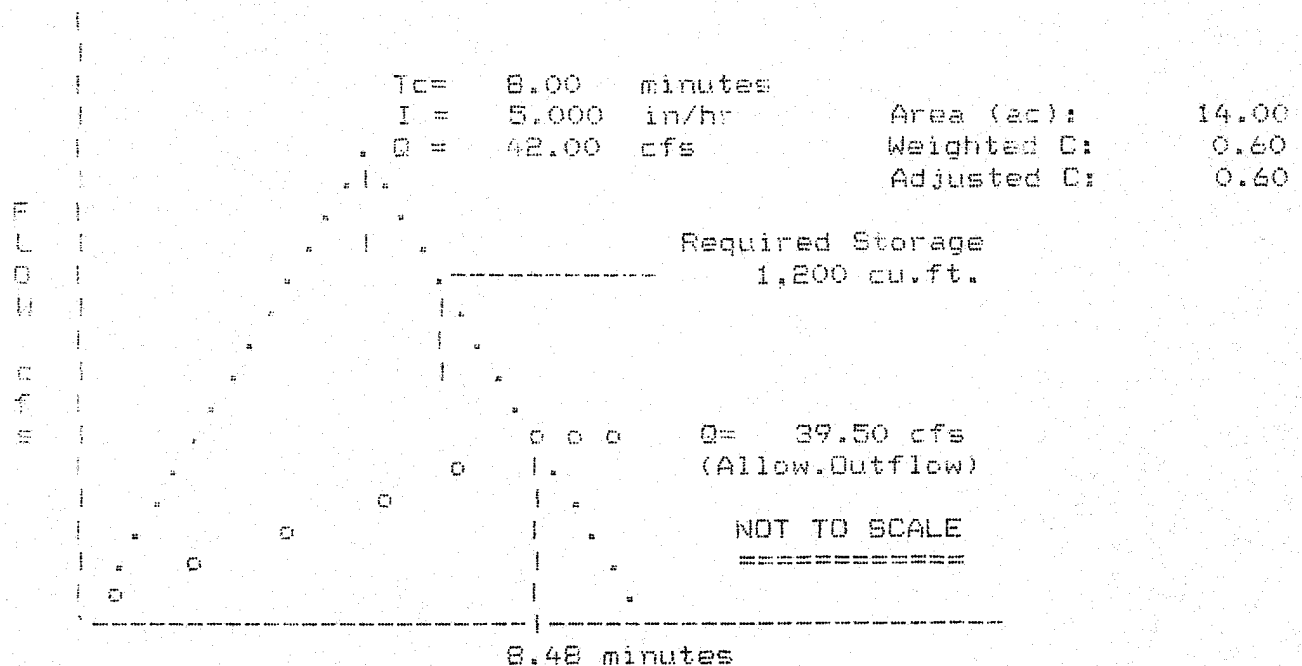 Tc= 8.00 minutes
I = 5.000 in/hr Area (ac): 14.00
Q = 42.00 cfs Weighted C: 0.60
Adjusted C: 0.60
FLOW cfs
Required Storage
1,200 cu.ft.
Q= 39.50 cfs
(Allow.Outflow)
NOT TO SCALE
============
8.48 minutes